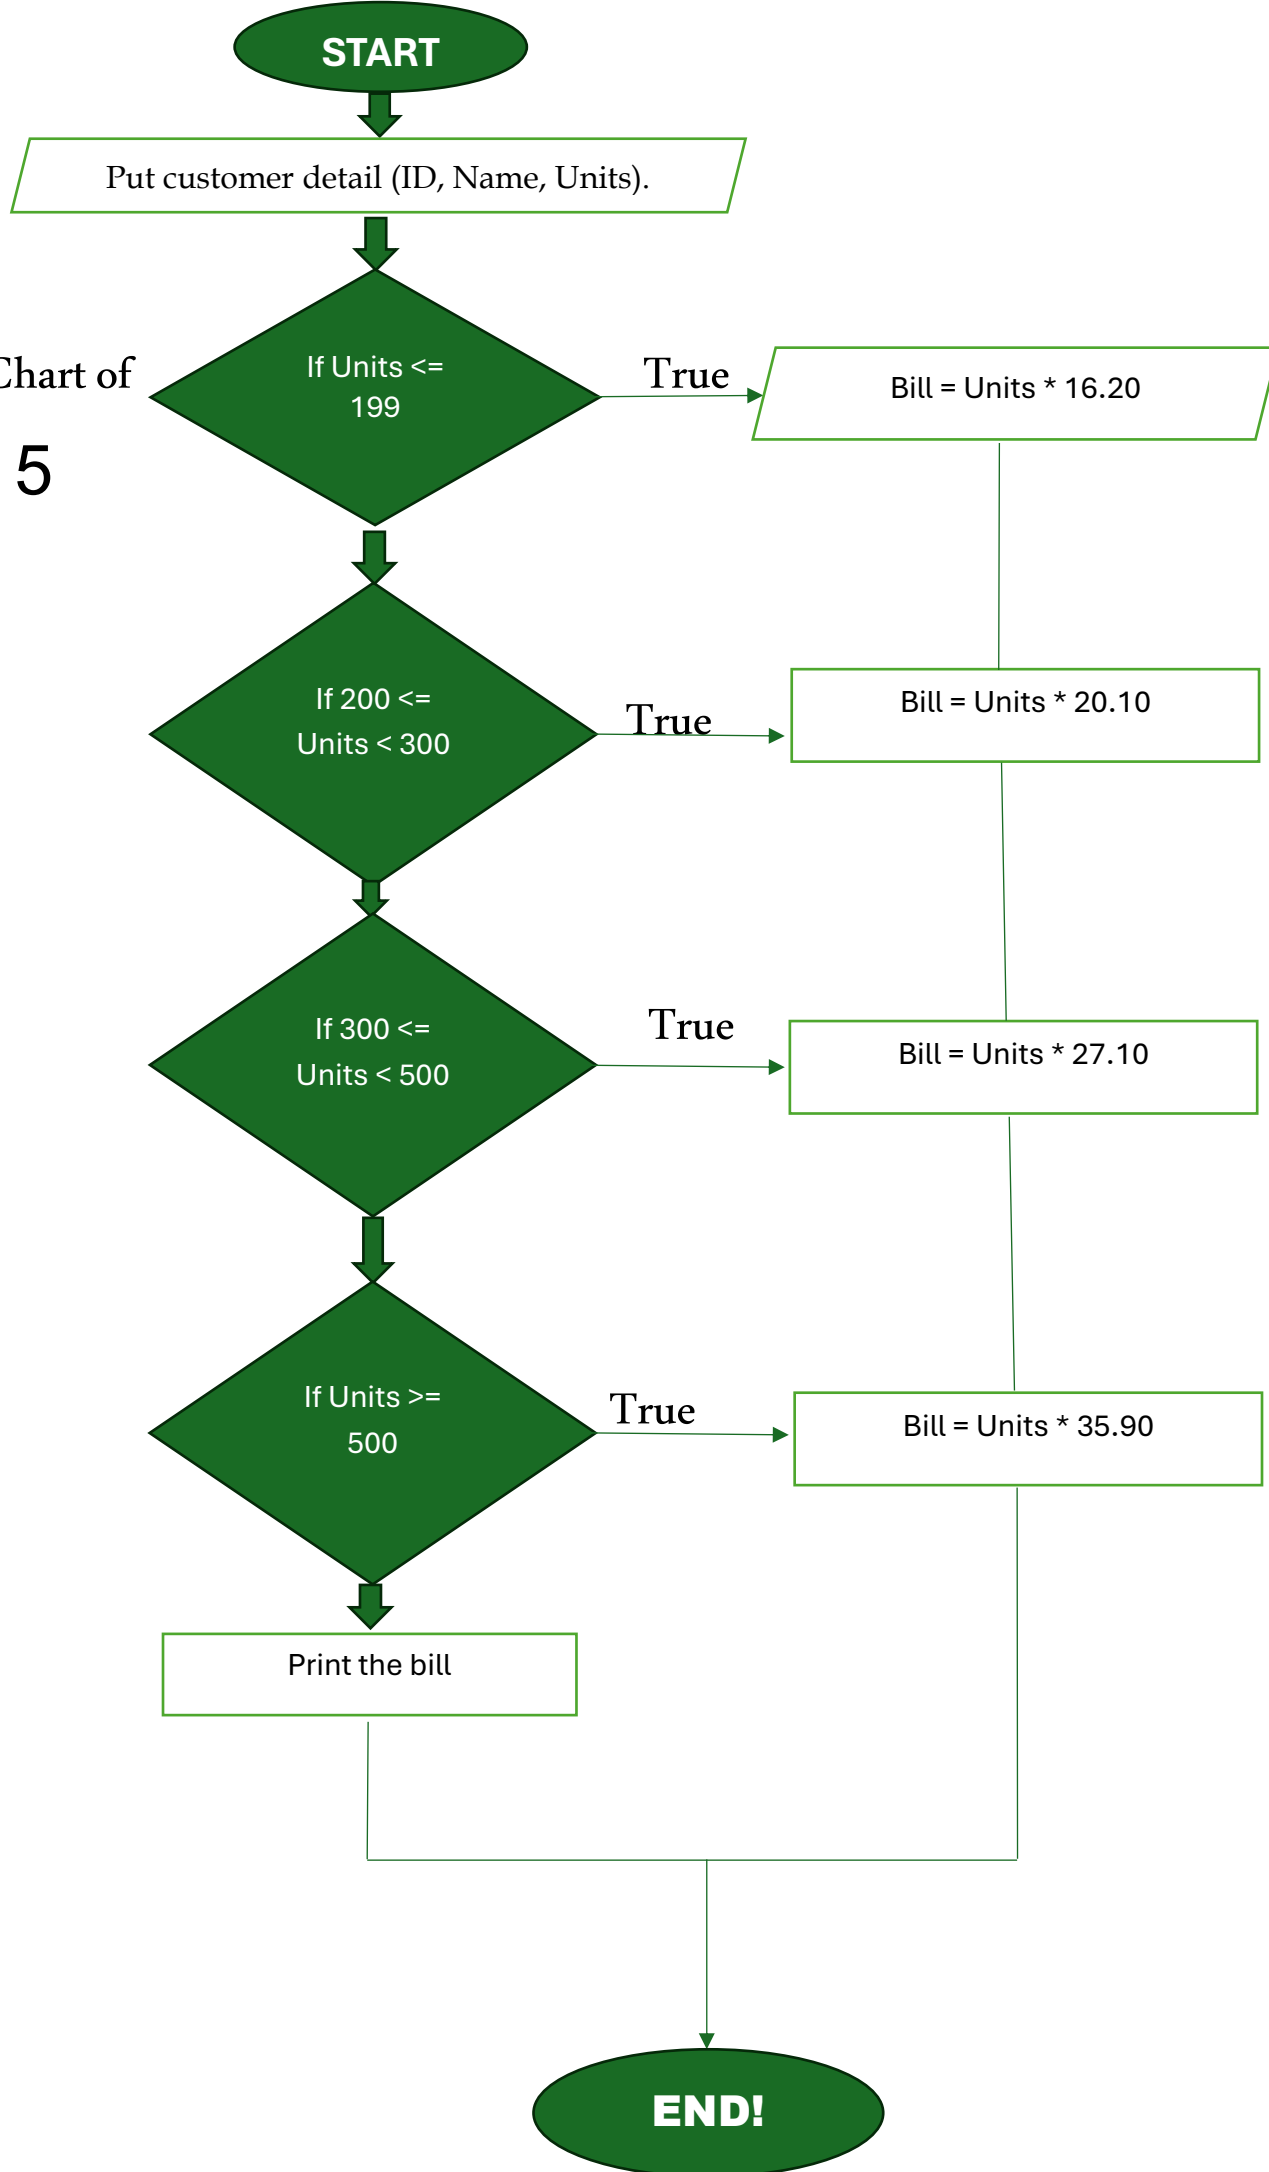 START
Put customer detail (ID, Name, Units).
Chart of
5
If Units <=
199
True
Bill = Units * 16.20
If 200 <=
Units < 300
True
Bill = Units * 20.10
If 300 <=
Units < 500
True
Bill = Units * 27.10
If Units >=
500
True
Bill = Units * 35.90
Print the bill
END!